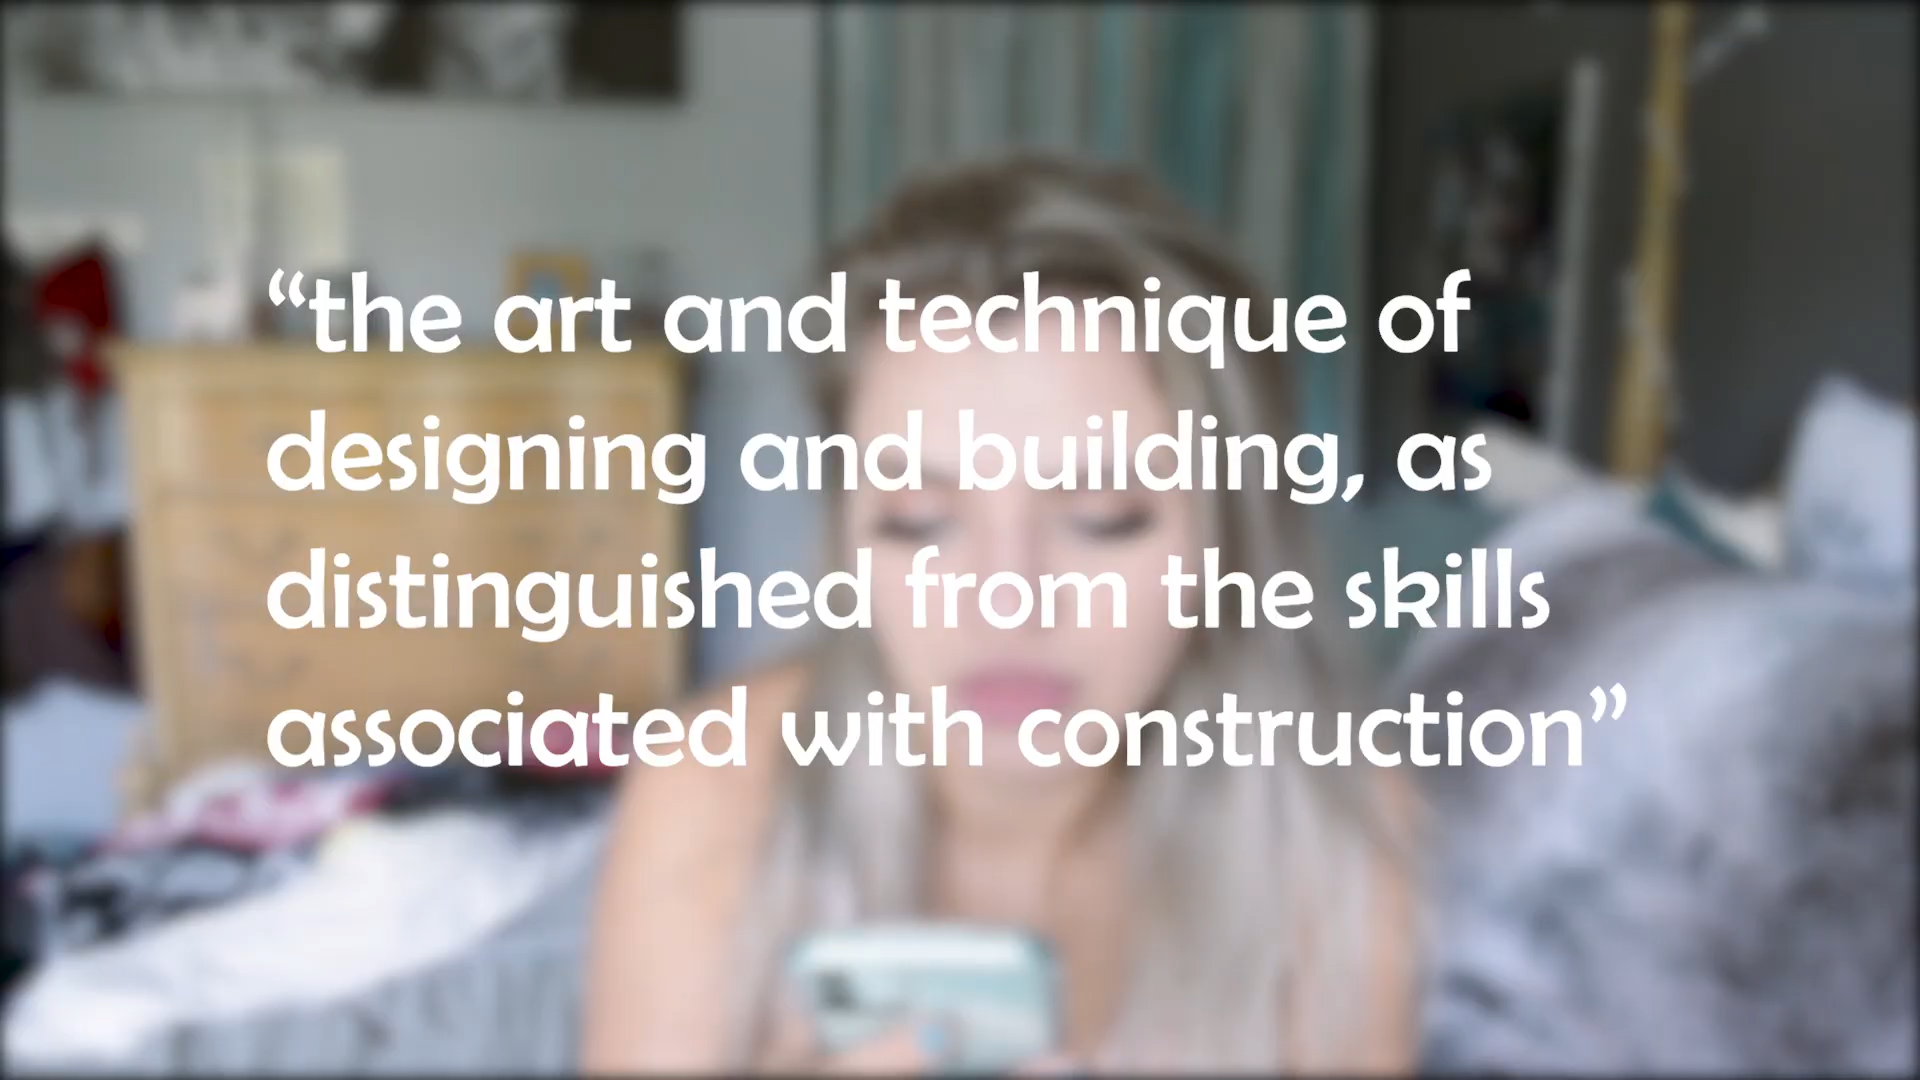 “the art and technique of
designing and building, as
distinguished from the skills
associated with construction”